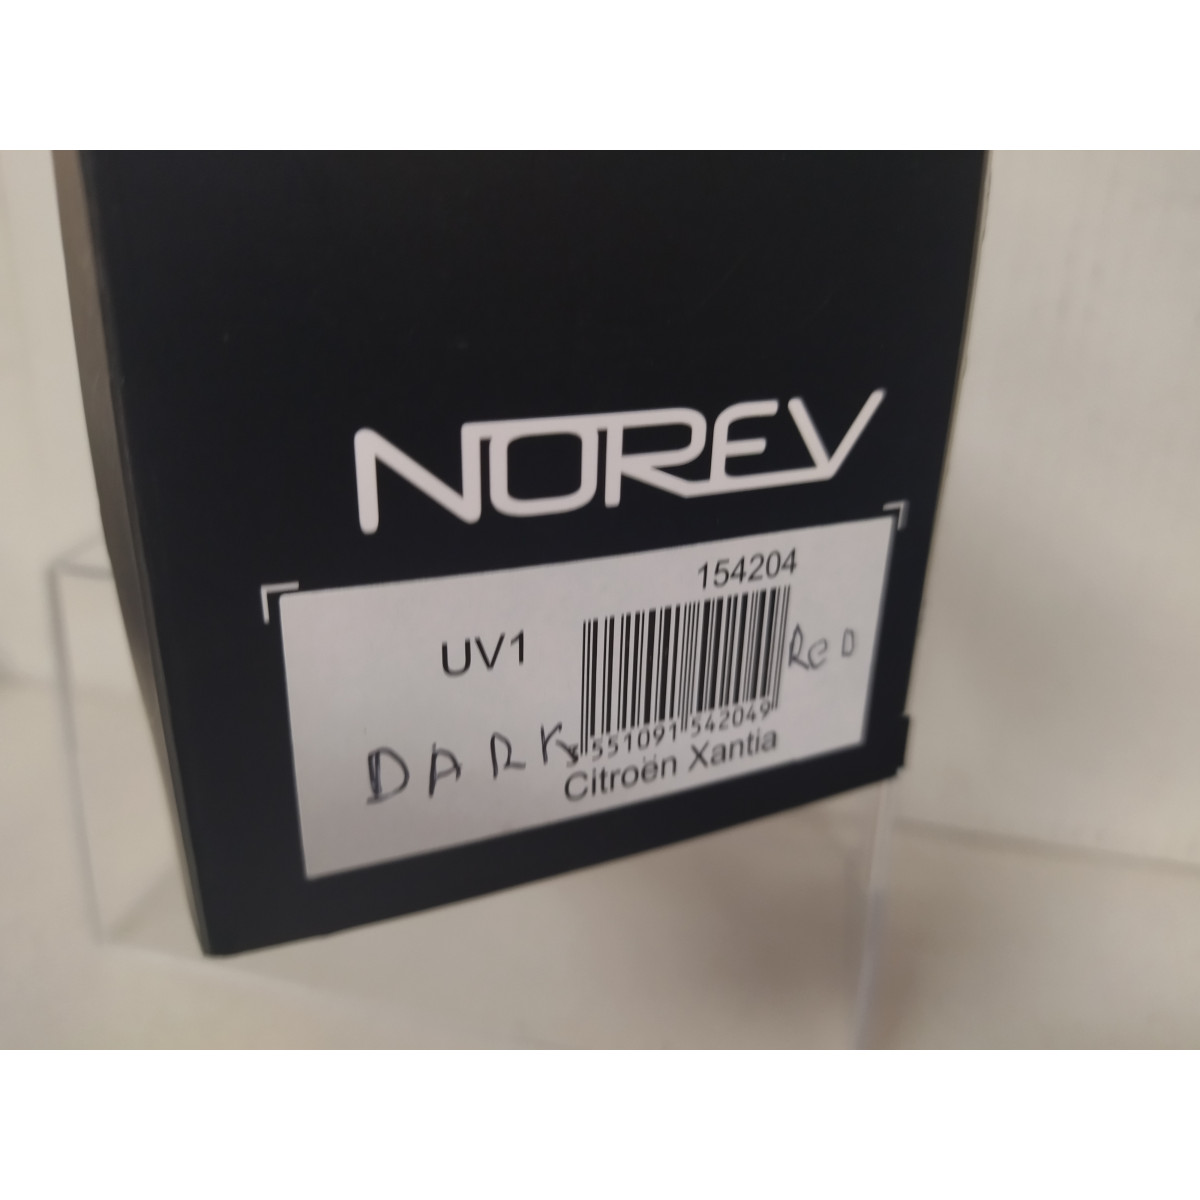 NOREV
154204
UV1
RED
DARK
551091 542049
Citroën Xantia